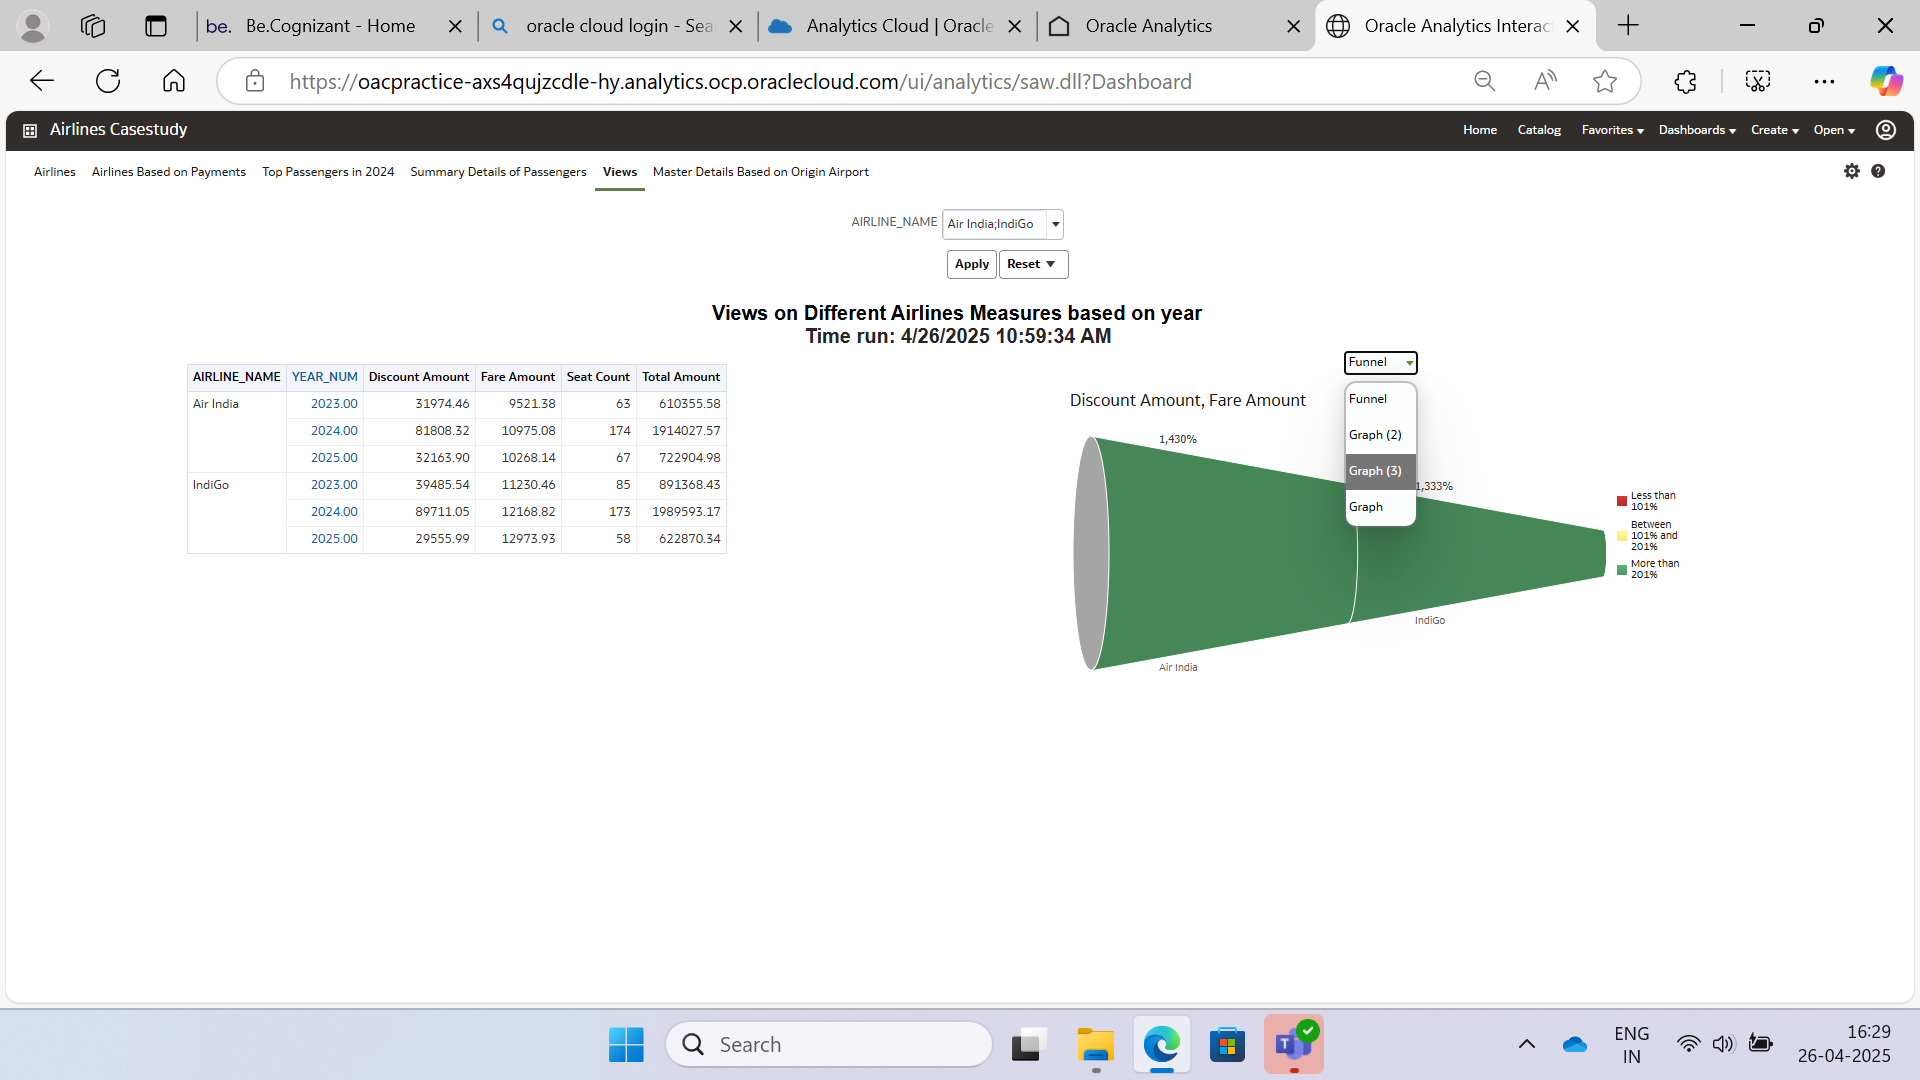 be. Be.Cognizant - Home
oracle cloud login - Sea
Analytics Cloud | Oracle
Oracle Analytics
Oracle Analytics Interac
https://oacpractice-axs4qujzcdle-hy.analytics.ocp.oraclecloud.com/ui/analytics/saw.dll?Dashboard
Airlines Casestudy
Home Catalog Favorites Dashboards Create Open
Airlines Airlines Based on Payments Top Passengers in 2024 Summary Details of Passengers Views Master Details Based on Origin Airport
AIRLINE_NAME Air India;IndiGo
Apply Reset
Views on Different Airlines Measures based on year
Time run: 4/26/2025 10:59:34 AM
AIRLINE_NAME YEAR_NUM Discount Amount Fare Amount Seat Count Total Amount
Air India 2023.00 31974.46 9521.38 63 610355.58
2024.00 81808.32 10975.08 174 1914027.57
2025.00 32163.90 10268.14 67 722904.98
IndiGo 2023.00 39485.54 11230.46 85 891368.43
2024.00 89711.05 12168.82 173 1989593.17
2025.00 29555.99 12973.93 58 622870.34
Funnel
Funnel
Graph (2)
Graph (3)
Graph
Discount Amount, Fare Amount
1,430%
1,333%
IndiGo
Air India
Less than
101%
Between
101% and
201%
More than
201%
Search
ENG
IN
16:29
26-04-2025